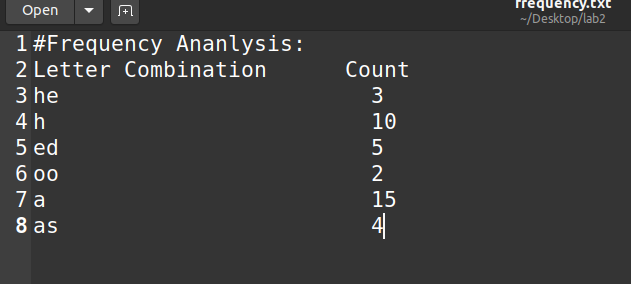 Open
frequency.txt
~/Desktop/lab2
1 #Frequency Ananlysis:
2 Letter Combination Count
3 he 3
4 h 10
5 ed 5
6 oo 2
7 a 15
8 as 4